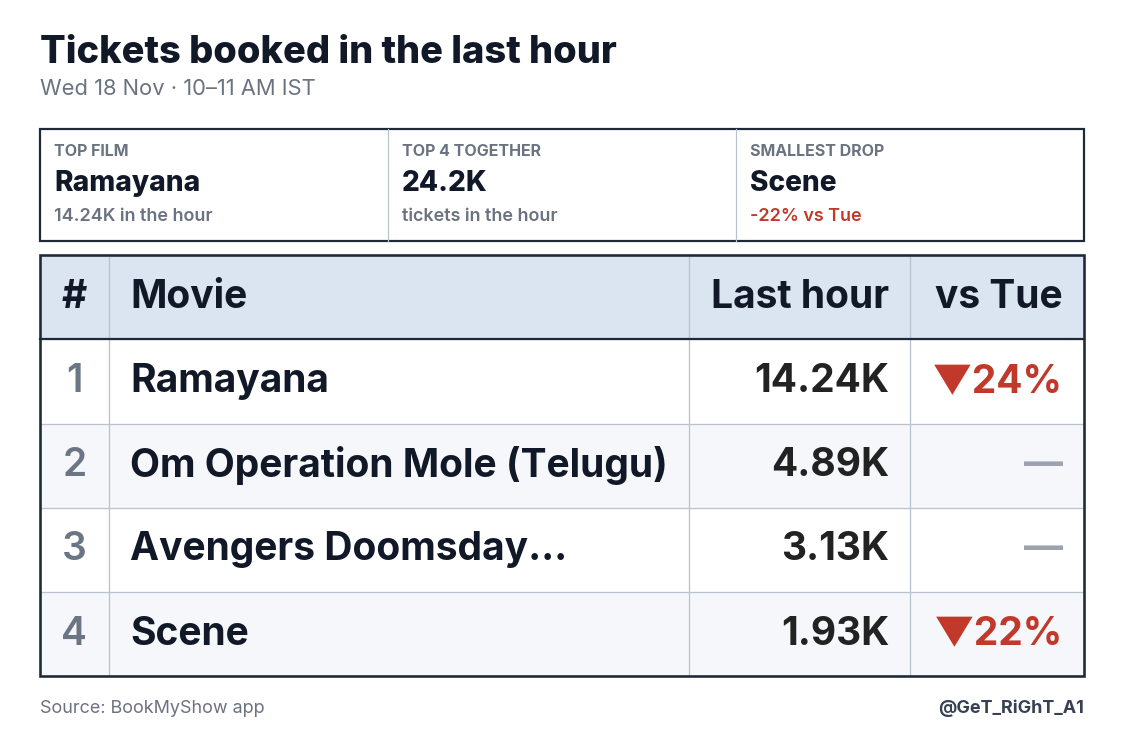 Tickets booked in the last hour
Wed 18 Nov · 10–11 AM IST
TOP FILM
Ramayana
14.24K in the hour
TOP 4 TOGETHER
24.2K
tickets in the hour
SMALLEST DROP
Scene
-22% vs Tue
# Movie Last hour vs Tue
1 Ramayana 14.24K ▼24%
2 Om Operation Mole (Telugu) 4.89K —
3 Avengers Doomsday... 3.13K —
4 Scene 1.93K ▼22%
Source: BookMyShow app @GeT_RiGhT_A1